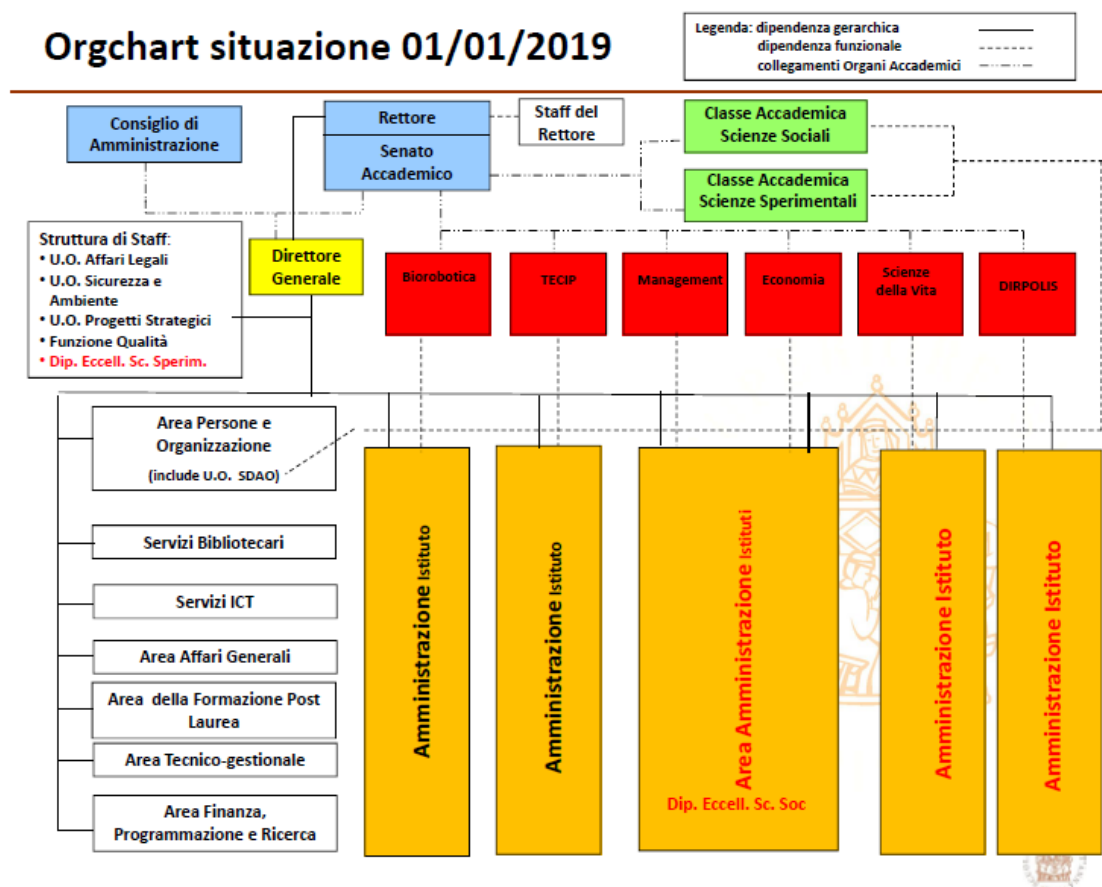 Orgchart situazione 01/01/2019
Legenda: dipendenza gerarchica
dipendenza funzionale
collegamenti Organi Accademici
Consiglio di
Amministrazione
Rettore
Senato
Accademico
Staff del
Rettore
Classe Accademica
Scienze Sociali
Classe Accademica
Scienze Sperimentali
Struttura di Staff:
• U.O. Affari Legali
• U.O. Sicurezza e
Ambiente
• U.O. Progetti Strategici
• Funzione Qualità
• Dip. Eccell. Sc. Sperim.
Direttore
Generale
Biorobotica
TECIP
Management
Economia
Scienze
della Vita
DIRPOLIS
Area Persone e
Organizzazione
(include U.O. SDAO)
Servizi Bibliotecari
Servizi ICT
Area Affari Generali
Area della Formazione Post
Laurea
Area Tecnico-gestionale
Area Finanza,
Programmazione e Ricerca
Amministrazione Istituto
Amministrazione Istituto
Area Amministrazione Istituti
Dip. Eccell. Sc. Soc
Amministrazione Istituto
Amministrazione Istituto